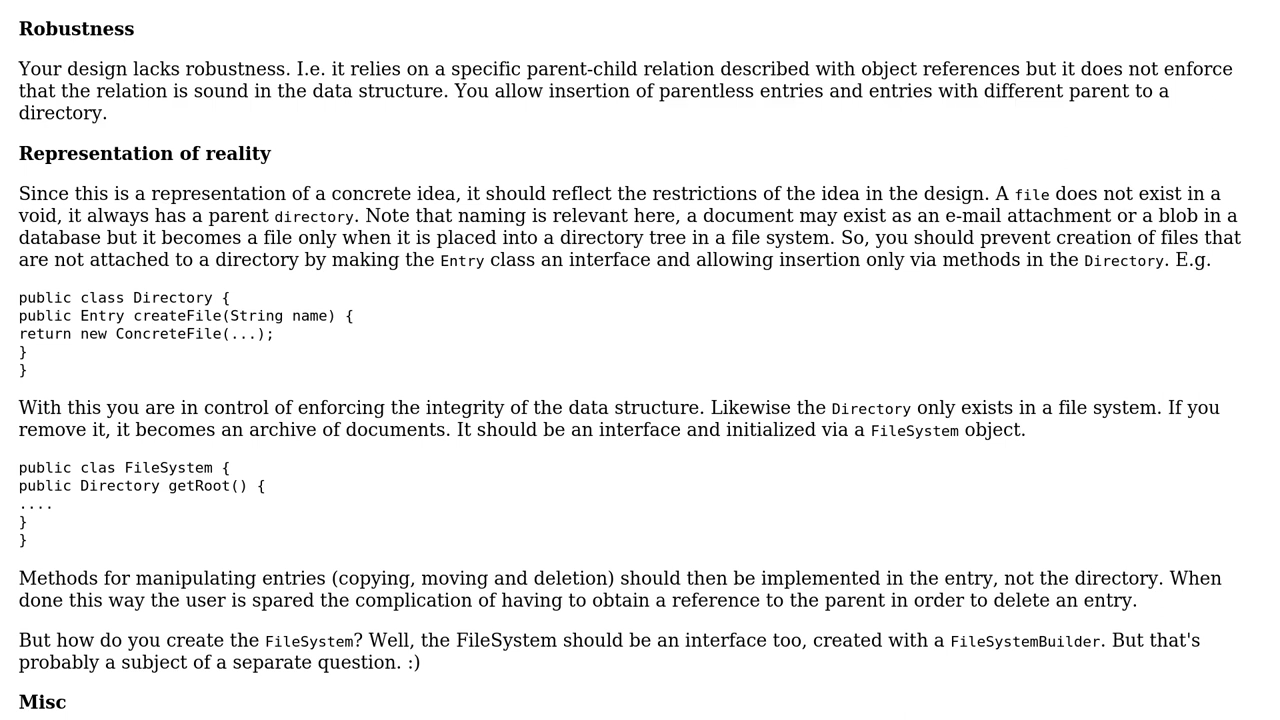 Robustness
Your design lacks robustness. I.e. it relies on a specific parent-child relation described with object references but it does not enforce
that the relation is sound in the data structure. You allow insertion of parentless entries and entries with different parent to a
directory.
Representation of reality
Since this is a representation of a concrete idea, it should reflect the restrictions of the idea in the design. A file does not exist in a
void, it always has a parent directory. Note that naming is relevant here, a document may exist as an e-mail attachment or a blob in a
database but it becomes a file only when it is placed into a directory tree in a file system. So, you should prevent creation of files that
are not attached to a directory by making the Entry class an interface and allowing insertion only via methods in the Directory. E.g.
public class Directory {
public Entry createFile(String name) {
return new ConcreteFile(...);
}
}
With this you are in control of enforcing the integrity of the data structure. Likewise the Directory only exists in a file system. If you
remove it, it becomes an archive of documents. It should be an interface and initialized via a FileSystem object.
public clas FileSystem {
public Directory getRoot() {
....
}
}
Methods for manipulating entries (copying, moving and deletion) should then be implemented in the entry, not the directory. When
done this way the user is spared the complication of having to obtain a reference to the parent in order to delete an entry.
But how do you create the FileSystem? Well, the FileSystem should be an interface too, created with a FileSystemBuilder. But that's
probably a subject of a separate question. :)
Misc